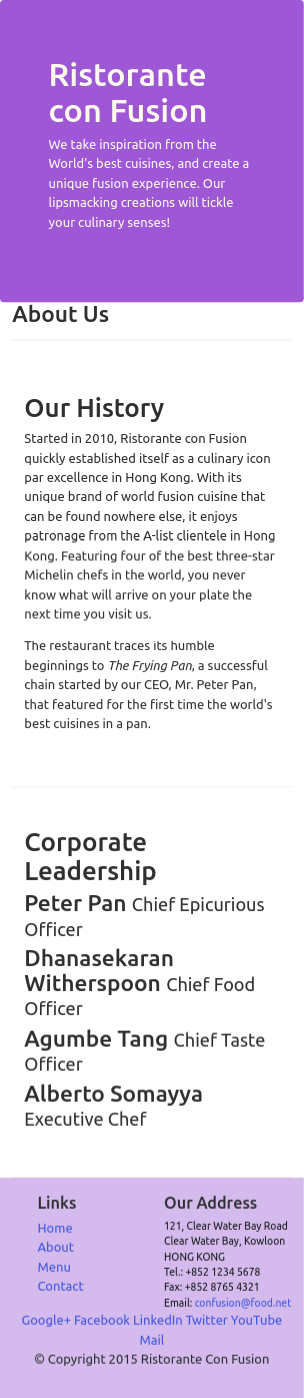 Ristorante
con Fusion
We take inspiration from the
World's best cuisines, and create a
unique fusion experience. Our
lipsmacking creations will tickle
your culinary senses!
About Us
Our History
Started in 2010, Ristorante con Fusion
quickly established itself as a culinary icon
par excellence in Hong Kong. With its
unique brand of world fusion cuisine that
can be found nowhere else, it enjoys
patronage from the A-list clientele in Hong
Kong. Featuring four of the best three-star
Michelin chefs in the world, you never
know what will arrive on your plate the
next time you visit us.
The restaurant traces its humble
beginnings to The Frying Pan, a successful
chain started by our CEO, Mr. Peter Pan,
that featured for the first time the world's
best cuisines in a pan.
Corporate
Leadership
Peter Pan Chief Epicurious
Officer
Dhanasekaran
Witherspoon Chief Food
Officer
Agumbe Tang Chief Taste
Officer
Alberto Somayya
Executive Chef
Links
Home
About
Menu
Contact
Our Address
121, Clear Water Bay Road
Clear Water Bay, Kowloon
HONG KONG
Tel.: +852 1234 5678
Fax: +852 8765 4321
Email: confusion@food.net
Google+ Facebook LinkedIn Twitter YouTube
Mail
© Copyright 2015 Ristorante Con Fusion